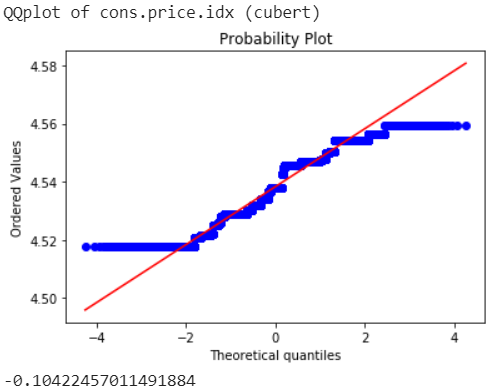 QQplot of cons.price.idx (cubert)
Probability Plot
4.58
4.56
4.54
4.52
4.50
Ordered Values
−4
−2
0
2
4
Theoretical quantiles
-0.10422457011491884